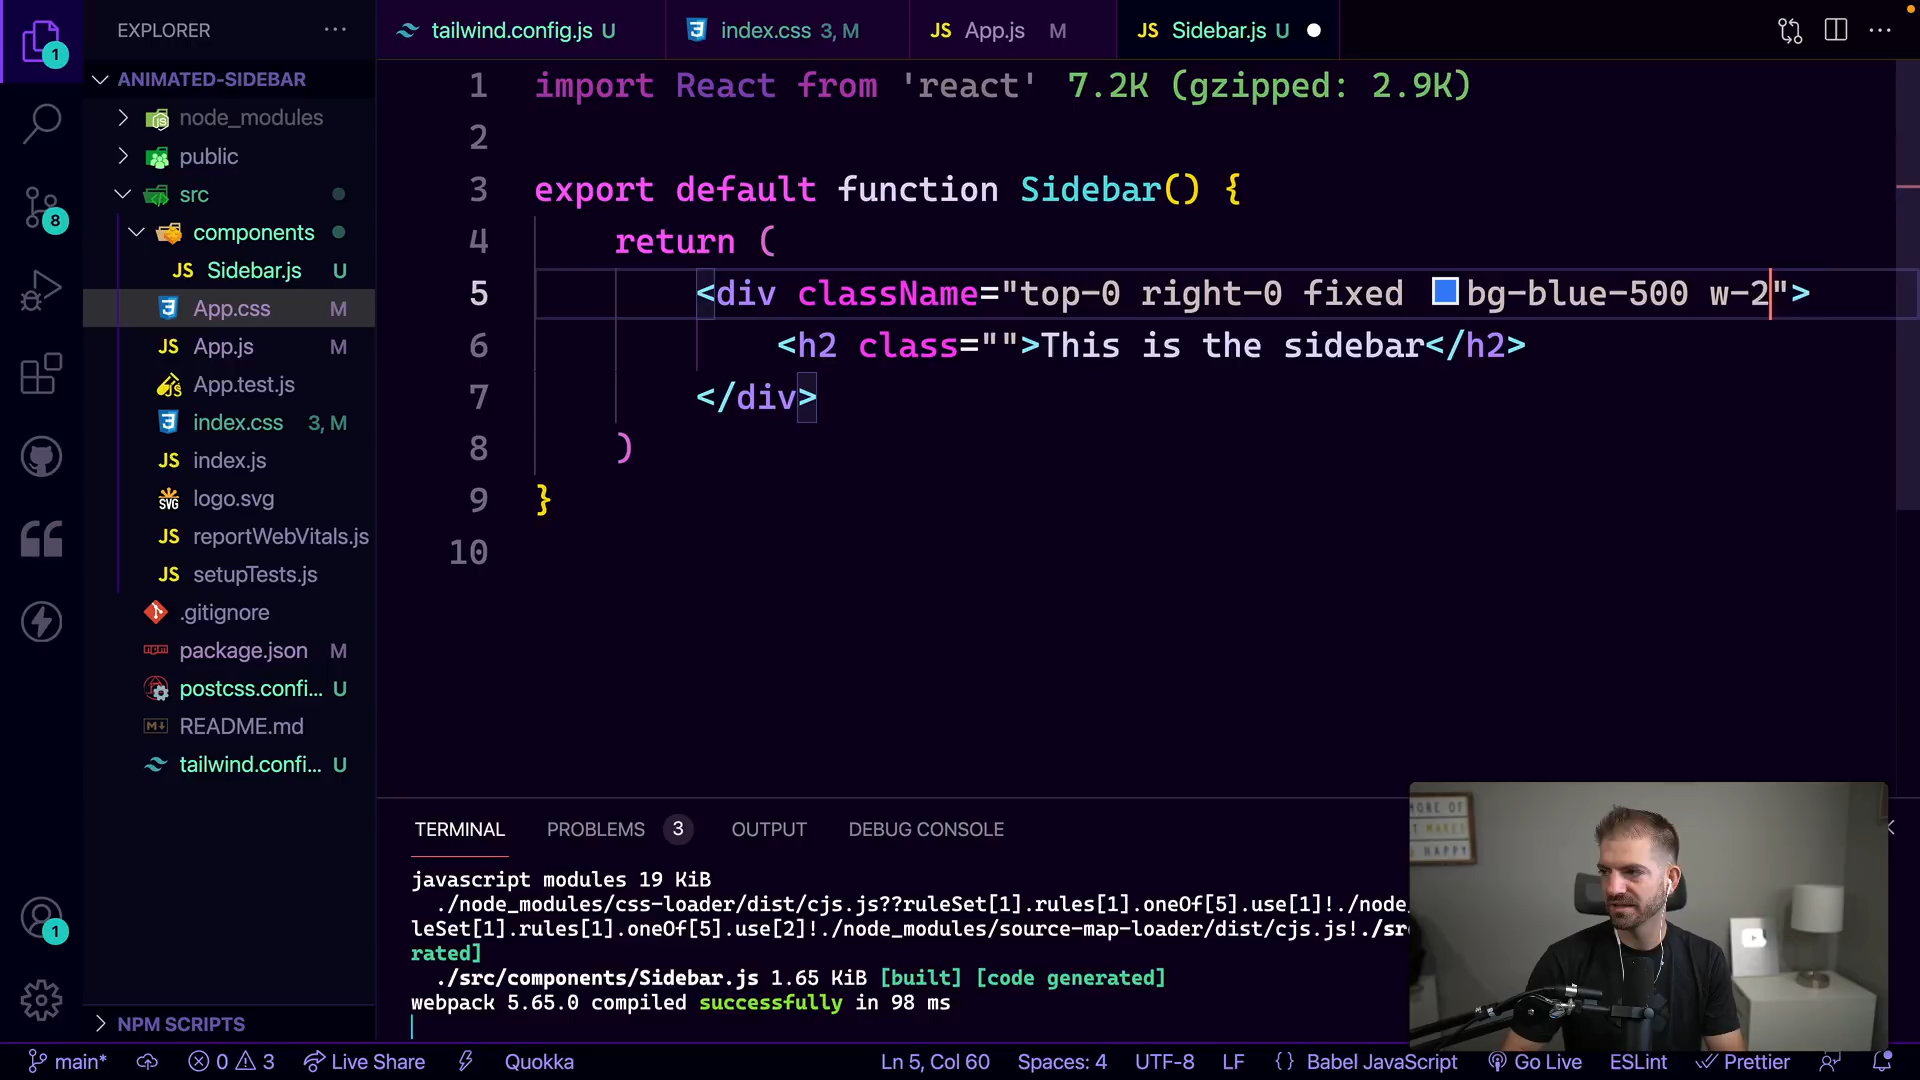 EXPLORER
tailwind.config.js U
index.css 3, M
App.js M
Sidebar.js U
1
ANIMATED-SIDEBAR
node_modules
public
src
components
Sidebar.js U
App.css M
App.js M
App.test.js
index.css 3, M
index.js
logo.svg
reportWebVitals.js
setupTests.js
.gitignore
package.json M
postcss.confi... U
README.md
tailwind.confi... U
NPM SCRIPTS
8
1
1 import React from 'react' 7.2K (gzipped: 2.9K)
2
3 export default function Sidebar() {
4 return (
5 <div className="top-0 right-0 fixed bg-blue-500 w-2">
6 <h2 class="">This is the sidebar</h2>
7 </div>
8 )
9 }
10
TERMINAL PROBLEMS 3 OUTPUT DEBUG CONSOLE
javascript modules 19 KiB
./node_modules/css-loader/dist/cjs.js??ruleSet[1].rules[1].oneOf[5].use[1]!./node_
leSet[1].rules[1].oneOf[5].use[2]!./node_modules/source-map-loader/dist/cjs.js!./src
rated]
./src/components/Sidebar.js 1.65 KiB [built] [code generated]
webpack 5.65.0 compiled successfully in 98 ms
MORE OF
MAKES
HAPPY
main* 0 3 Live Share Quokka Ln 5, Col 60 Spaces: 4 UTF-8 LF {} Babel JavaScript Go Live ESLint Prettier